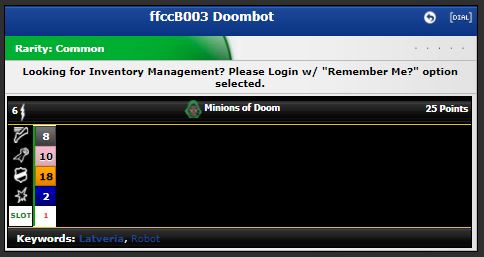 ffccB003 Doombot
[DIAL]
Rarity: Common
Looking for Inventory Management? Please Login w/ "Remember Me?" option
selected.
6 Minions of Doom 25 Points
8
10
18
2
SLOT 1
Keywords: Latveria, Robot